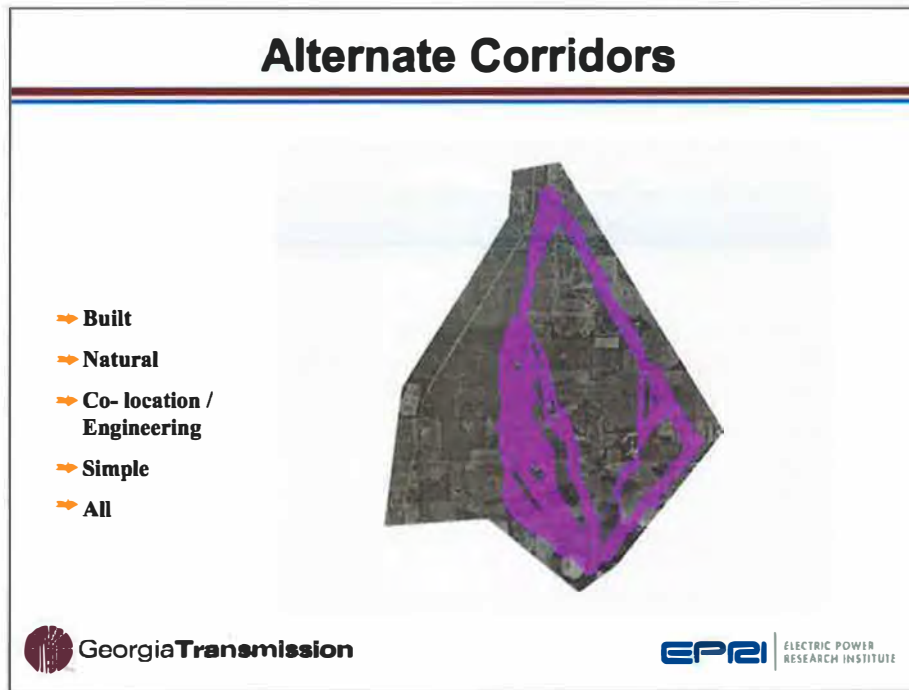 Alternate Corridors
Built
Natural
Co- location /
Engineering
Simple
All
GeorgiaTransmission
EPRI
ELECTRIC POWER
RESEARCH INSTITUTE